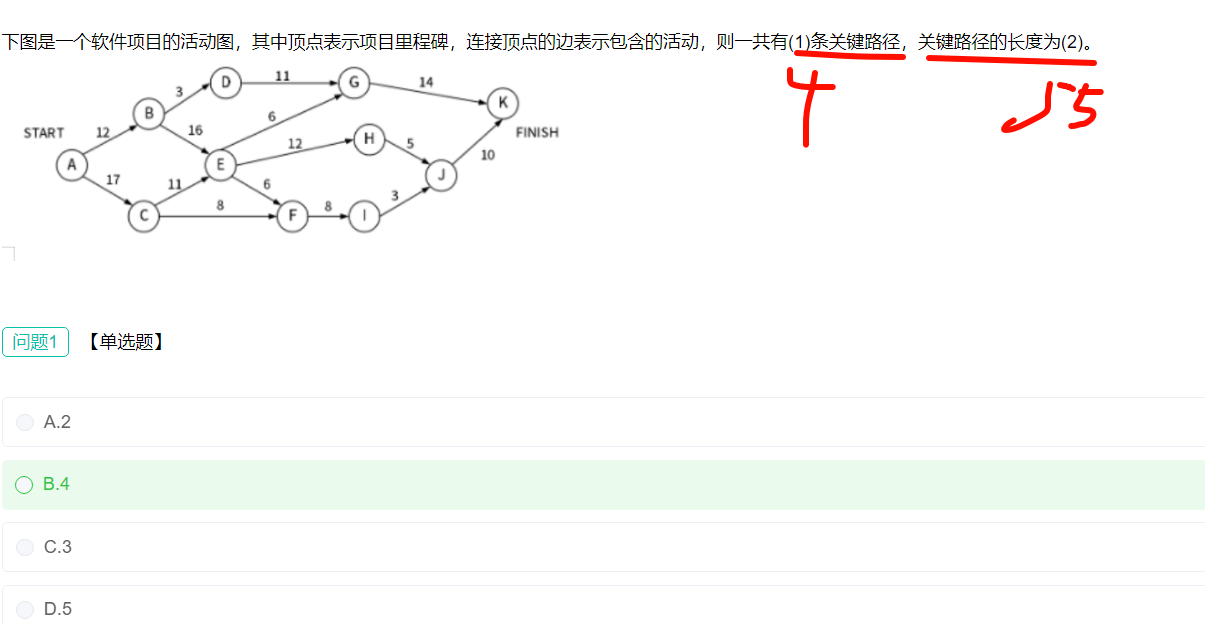 下图是一个软件项目的活动图，其中顶点表示项目里程碑，连接顶点的边表示包含的活动，则一共有(1)条关键路径，关键路径的长度为(2)。
4
55
D 11 G 14 K
3
B 6
START 12 16 12 H 5 FINISH
A E 10
17 11 6 J
8 8 3
C F I
问题1 【单选题】
A.2
B.4
C.3
D.5